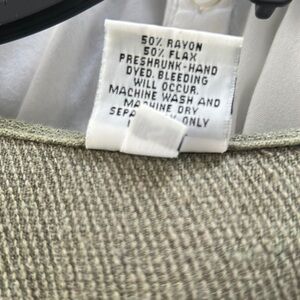 50% RAYON
50% FLAX
PRESHRUNK-HAND
DYED. BLEEDING
WILL OCCUR.
MACHINE WASH AND
MACHINE DRY
ONLY